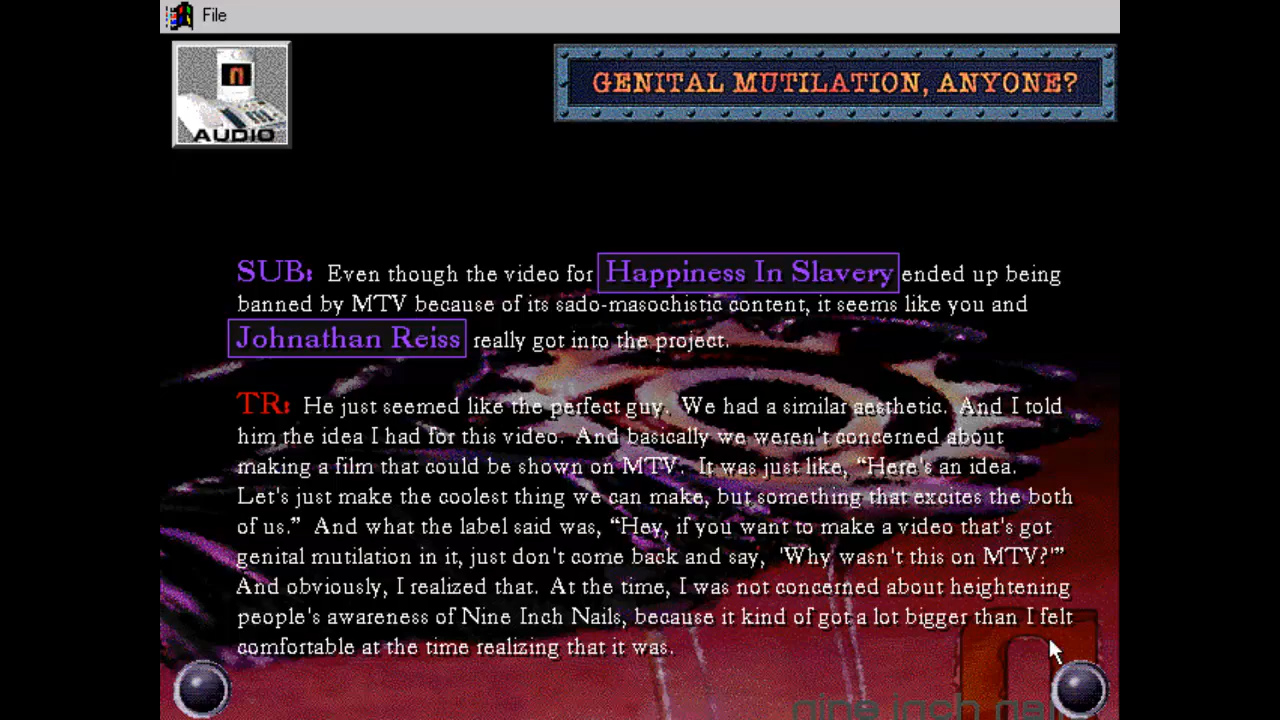 File
AUDIO
GENITAL MUTILATION, ANYONE?
SUB: Even though the video for Happiness In Slavery ended up being
banned by MTV because of its sado-masochistic content, it seems like you and
Johnathan Reiss really got into the project.
TR: He just seemed like the perfect guy. We had a similar aesthetic. And I told
him the idea I had for this video. And basically we weren't concerned about
making a film that could be shown on MTV. It was just like, “Here's an idea.
Let's just make the coolest thing we can make, but something that excites the both
of us.” And what the label said was, “Hey, if you want to make a video that's got
genital mutilation in it, just don't come back and say, 'Why wasn't this on MTV?'”
And obviously, I realized that. At the time, I was not concerned about heightening
people's awareness of Nine Inch Nails, because it kind of got a lot bigger than I felt
comfortable at the time realizing that it was.
nine inch nails